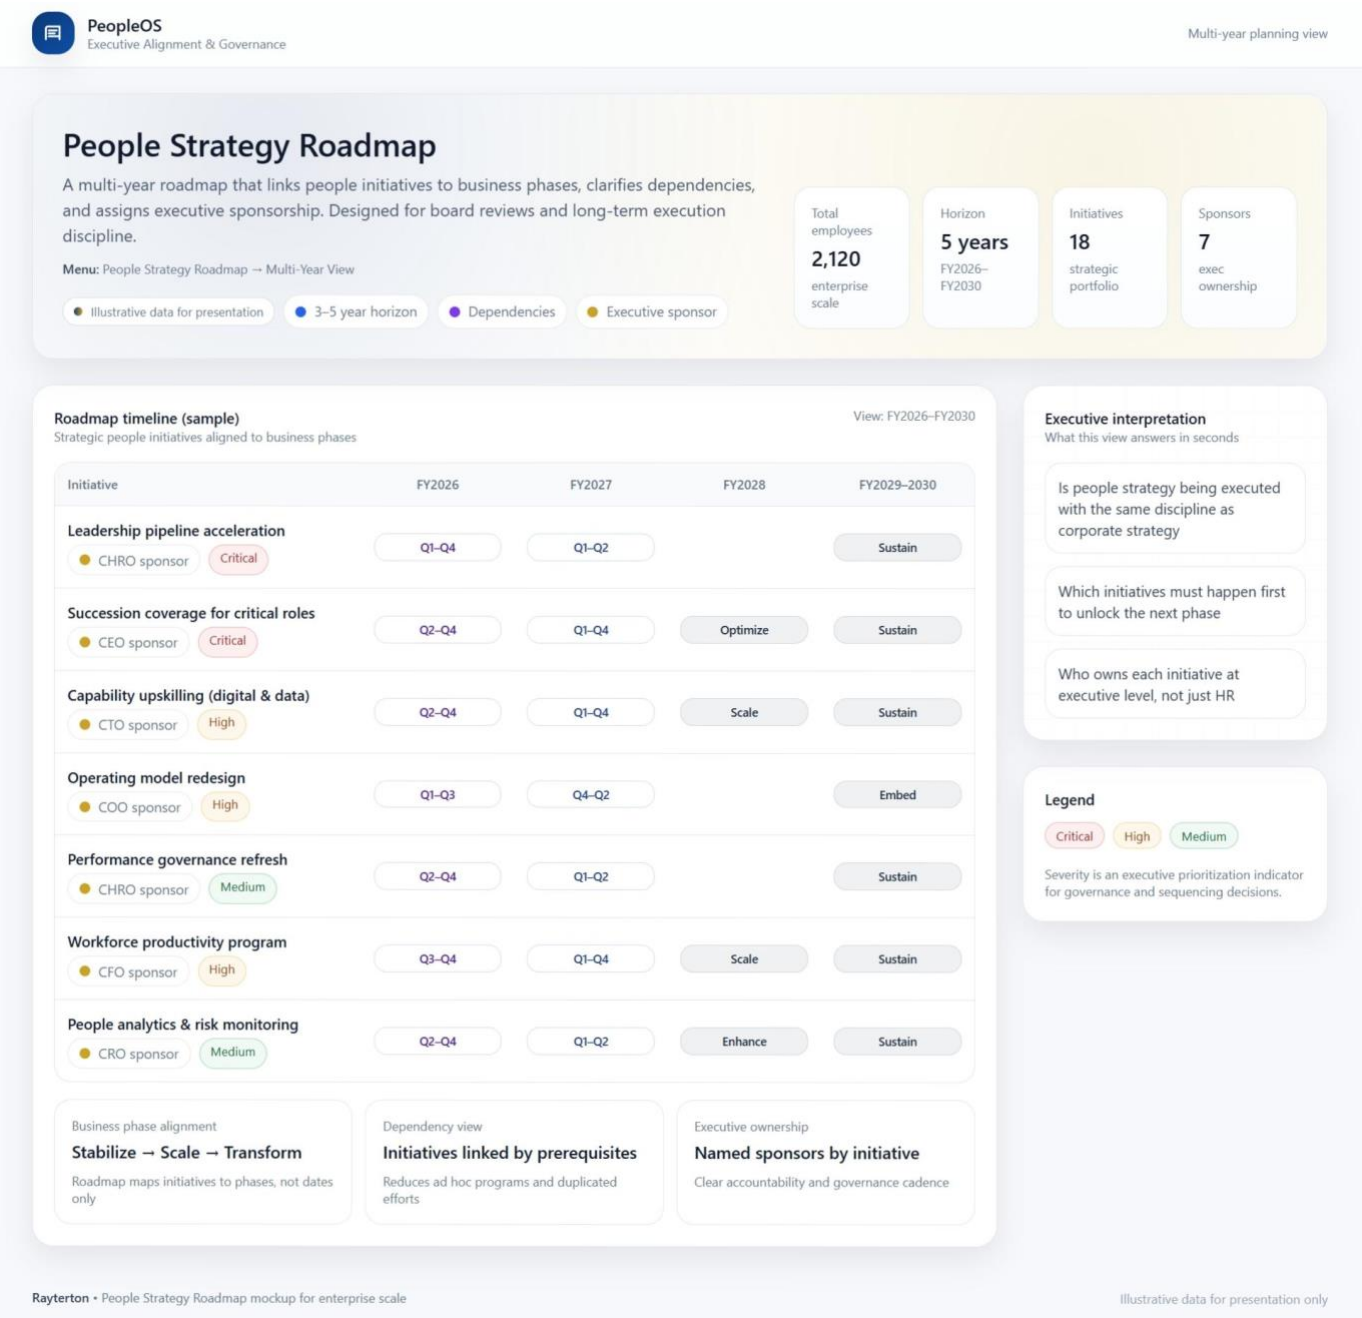 PeopleOS
Executive Alignment & Governance
Multi-year planning view
People Strategy Roadmap
A multi-year roadmap that links people initiatives to business phases, clarifies dependencies,
and assigns executive sponsorship. Designed for board reviews and long-term execution
discipline.
Menu: People Strategy Roadmap → Multi-Year View
Illustrative data for presentation
3–5 year horizon
Dependencies
Executive sponsor
Total
employees
2,120
enterprise
scale
Horizon
5 years
FY2026–
FY2030
Initiatives
18
strategic
portfolio
Sponsors
7
exec
ownership
Roadmap timeline (sample)
Strategic people initiatives aligned to business phases
View: FY2026–FY2030
Initiative FY2026 FY2027 FY2028 FY2029–2030
Leadership pipeline acceleration
CHRO sponsor Critical
Q1–Q4 Q1–Q2 Sustain
Succession coverage for critical roles
CEO sponsor Critical
Q2–Q4 Q1–Q4 Optimize Sustain
Capability upskilling (digital & data)
CTO sponsor High
Q2–Q4 Q1–Q4 Scale Sustain
Operating model redesign
COO sponsor High
Q1–Q3 Q4–Q2 Embed
Performance governance refresh
CHRO sponsor Medium
Q2–Q4 Q1–Q2 Sustain
Workforce productivity program
CFO sponsor High
Q3–Q4 Q1–Q4 Scale Sustain
People analytics & risk monitoring
CRO sponsor Medium
Q2–Q4 Q1–Q2 Enhance Sustain
Business phase alignment
Stabilize → Scale → Transform
Roadmap maps initiatives to phases, not dates
only
Dependency view
Initiatives linked by prerequisites
Reduces ad hoc programs and duplicated
efforts
Executive ownership
Named sponsors by initiative
Clear accountability and governance cadence
Executive interpretation
What this view answers in seconds
Is people strategy being executed
with the same discipline as
corporate strategy
Which initiatives must happen first
to unlock the next phase
Who owns each initiative at
executive level, not just HR
Legend
Critical High Medium
Severity is an executive prioritization indicator
for governance and sequencing decisions.
Rayterton • People Strategy Roadmap mockup for enterprise scale
Illustrative data for presentation only